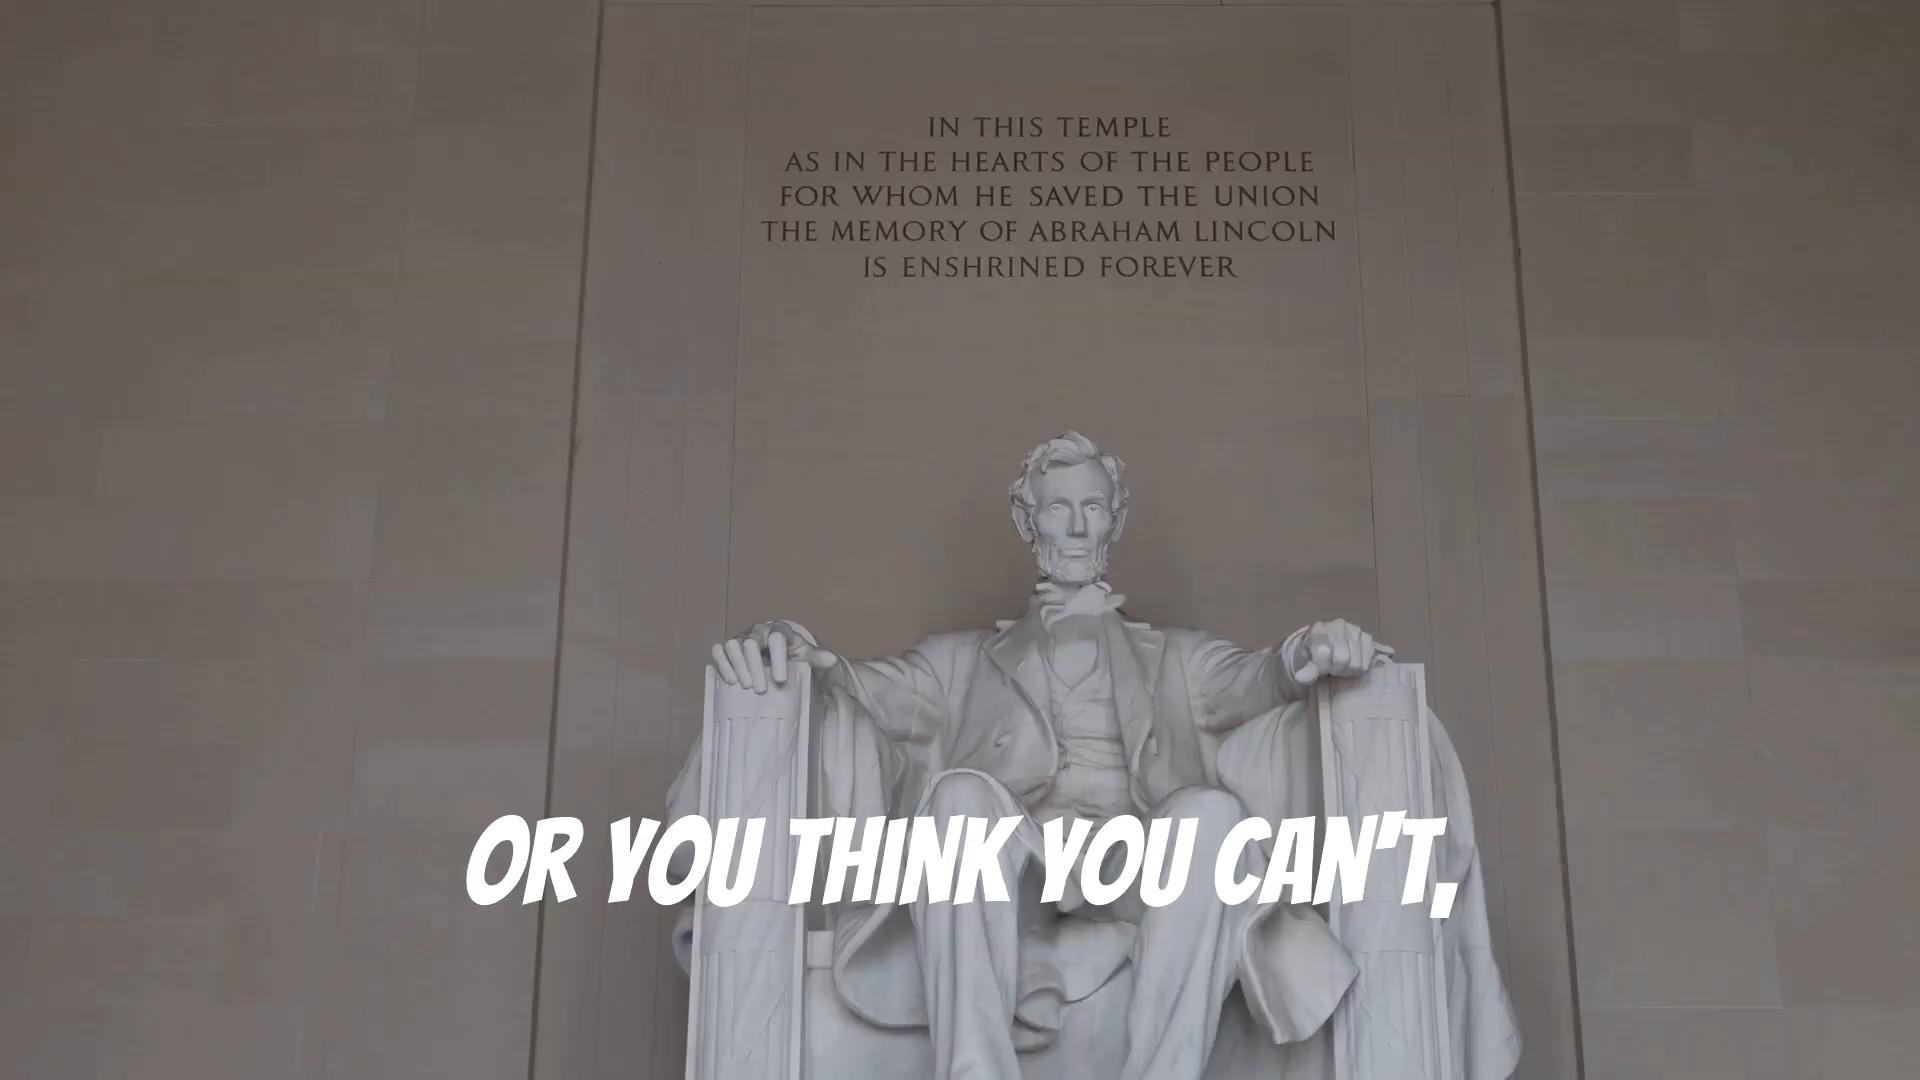 IN THIS TEMPLE
AS IN THE HEARTS OF THE PEOPLE
FOR WHOM HE SAVED THE UNION
THE MEMORY OF ABRAHAM LINCOLN
IS ENSHRINED FOREVER
OR YOU THINK YOU CAN'T,